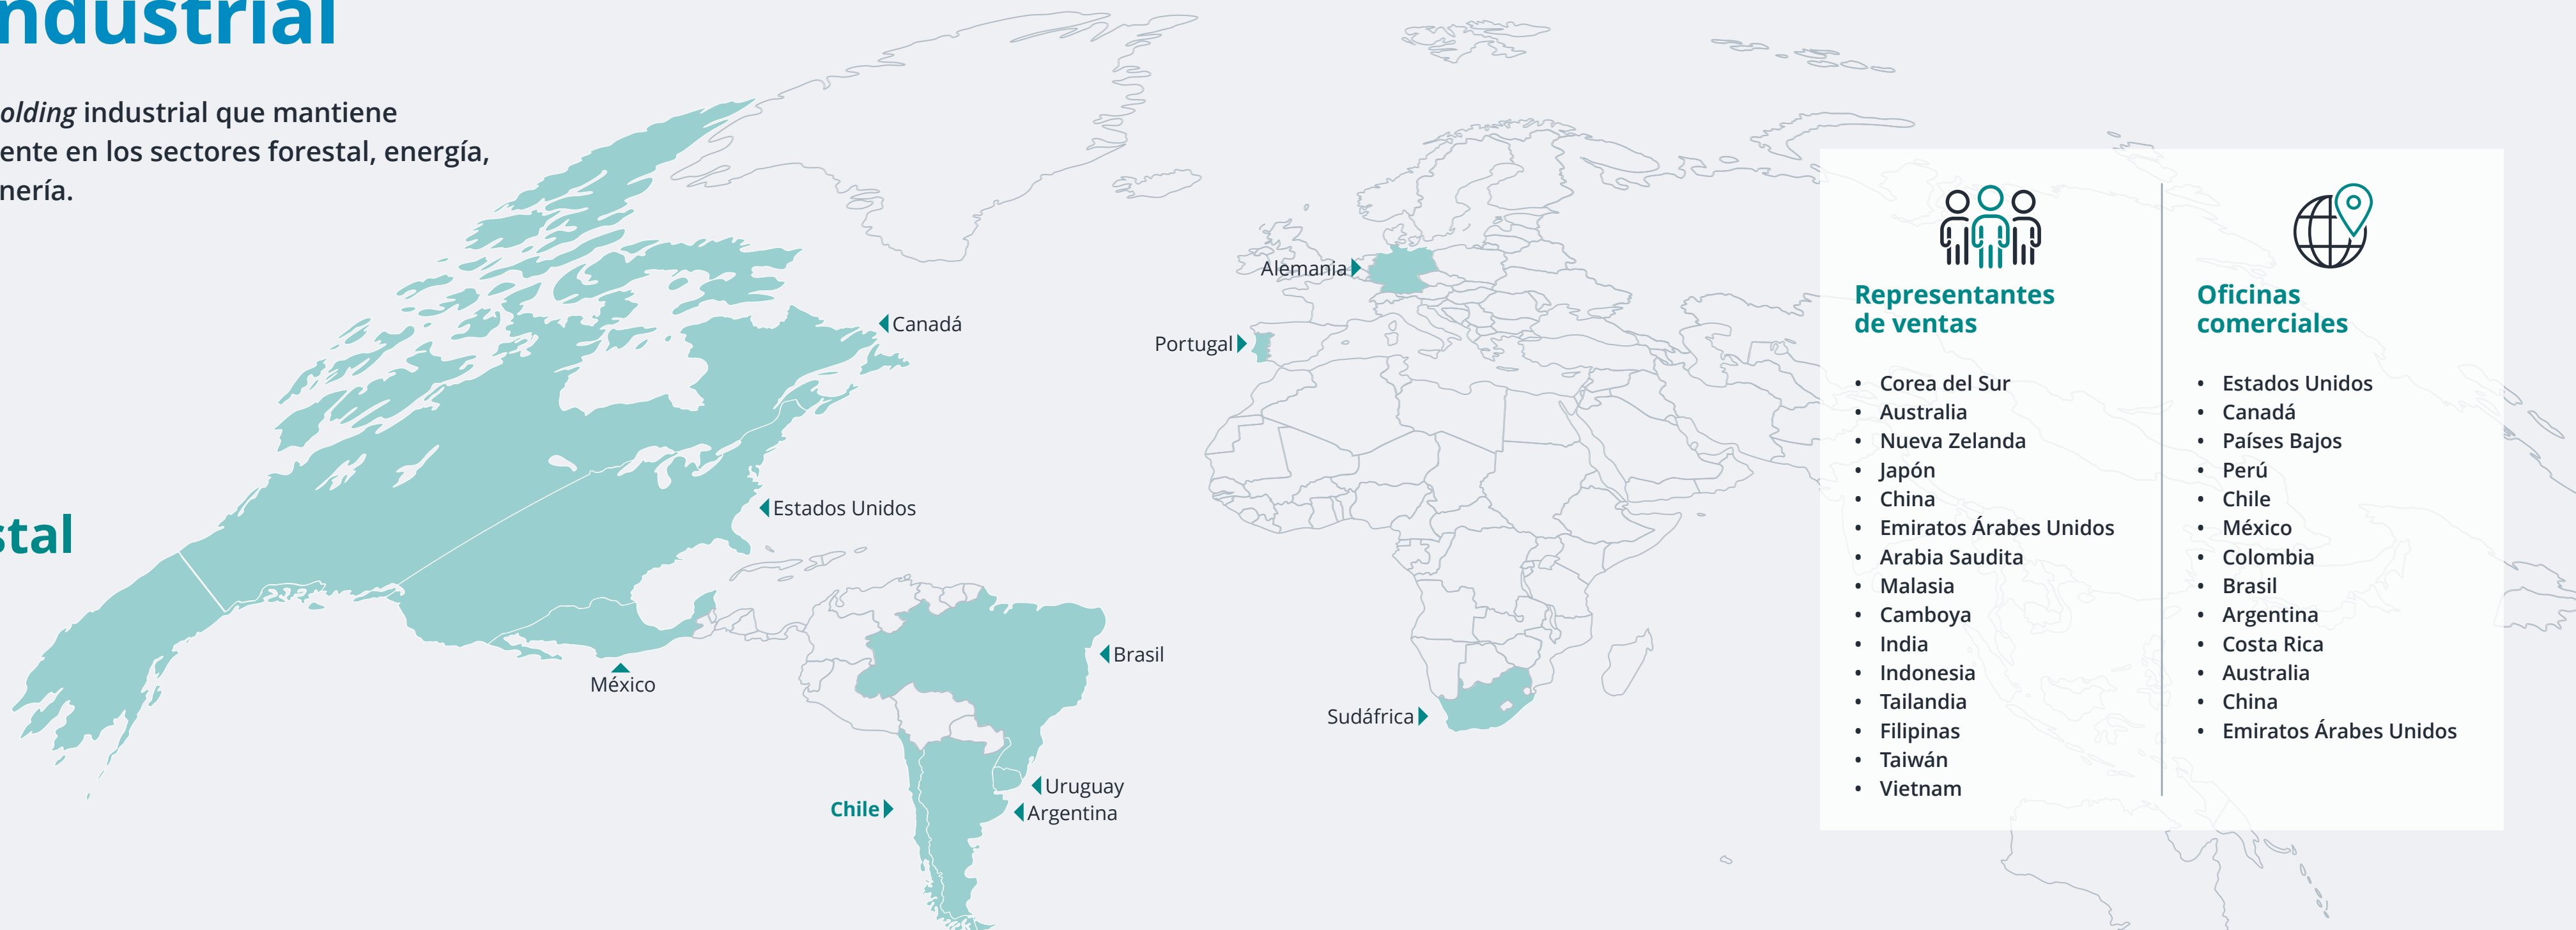 ndustrial
olding industrial que mantiene
ente en los sectores forestal, energía,
nería.
stal
Canadá
Estados Unidos
México
Brasil
Uruguay
Argentina
Chile
Alemania
Portugal
Sudáfrica
Representantes
de ventas
• Corea del Sur
• Australia
• Nueva Zelanda
• Japón
• China
• Emiratos Árabes Unidos
• Arabia Saudita
• Malasia
• Camboya
• India
• Indonesia
• Tailandia
• Filipinas
• Taiwán
• Vietnam
Oficinas
comerciales
• Estados Unidos
• Canadá
• Países Bajos
• Perú
• Chile
• México
• Colombia
• Brasil
• Argentina
• Costa Rica
• Australia
• China
• Emiratos Árabes Unidos